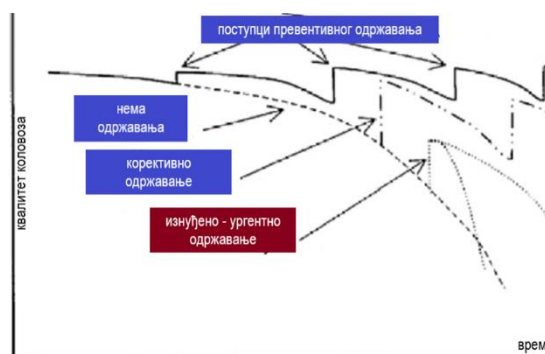 поступци превентивног одржавања
нема
одржавања
корективно
одржавање
изнуђено - ургентно
одржавање
квалитет коловоза
врем